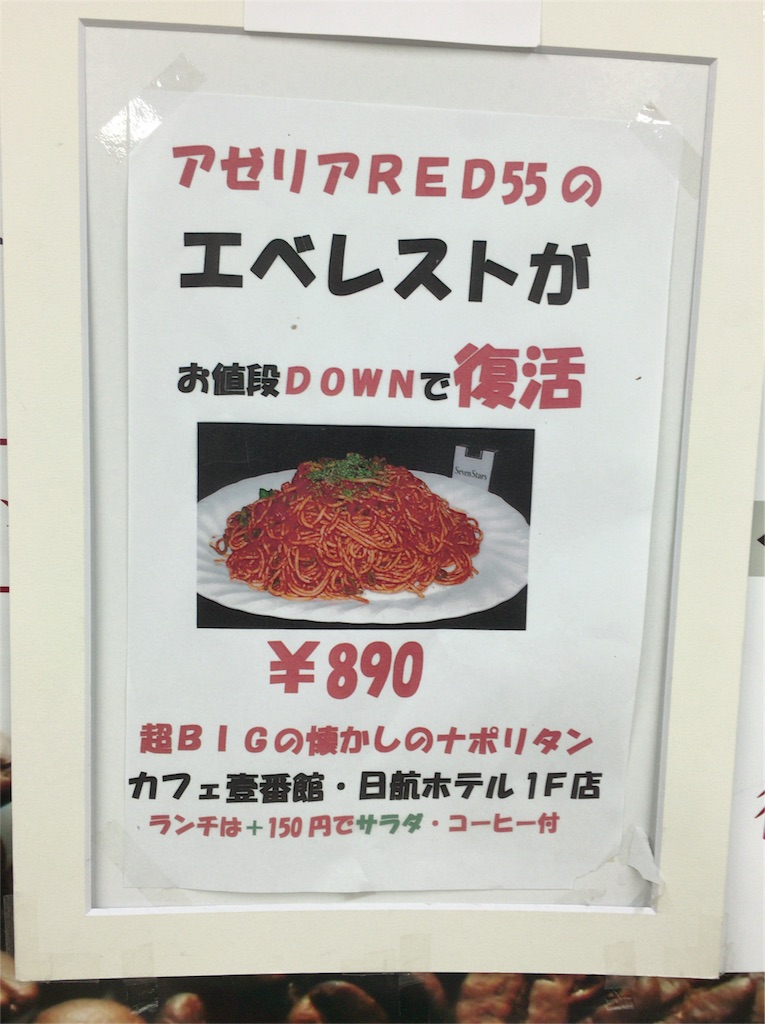 アゼリアRED55の
エベレストが
お値段DOWNで復活
SevenStars
￥890
超BIGの懐かしのナポリタン
カフェ壹番館・日航ホテル1F店
ランチは+150円でサラダ・コーヒー付